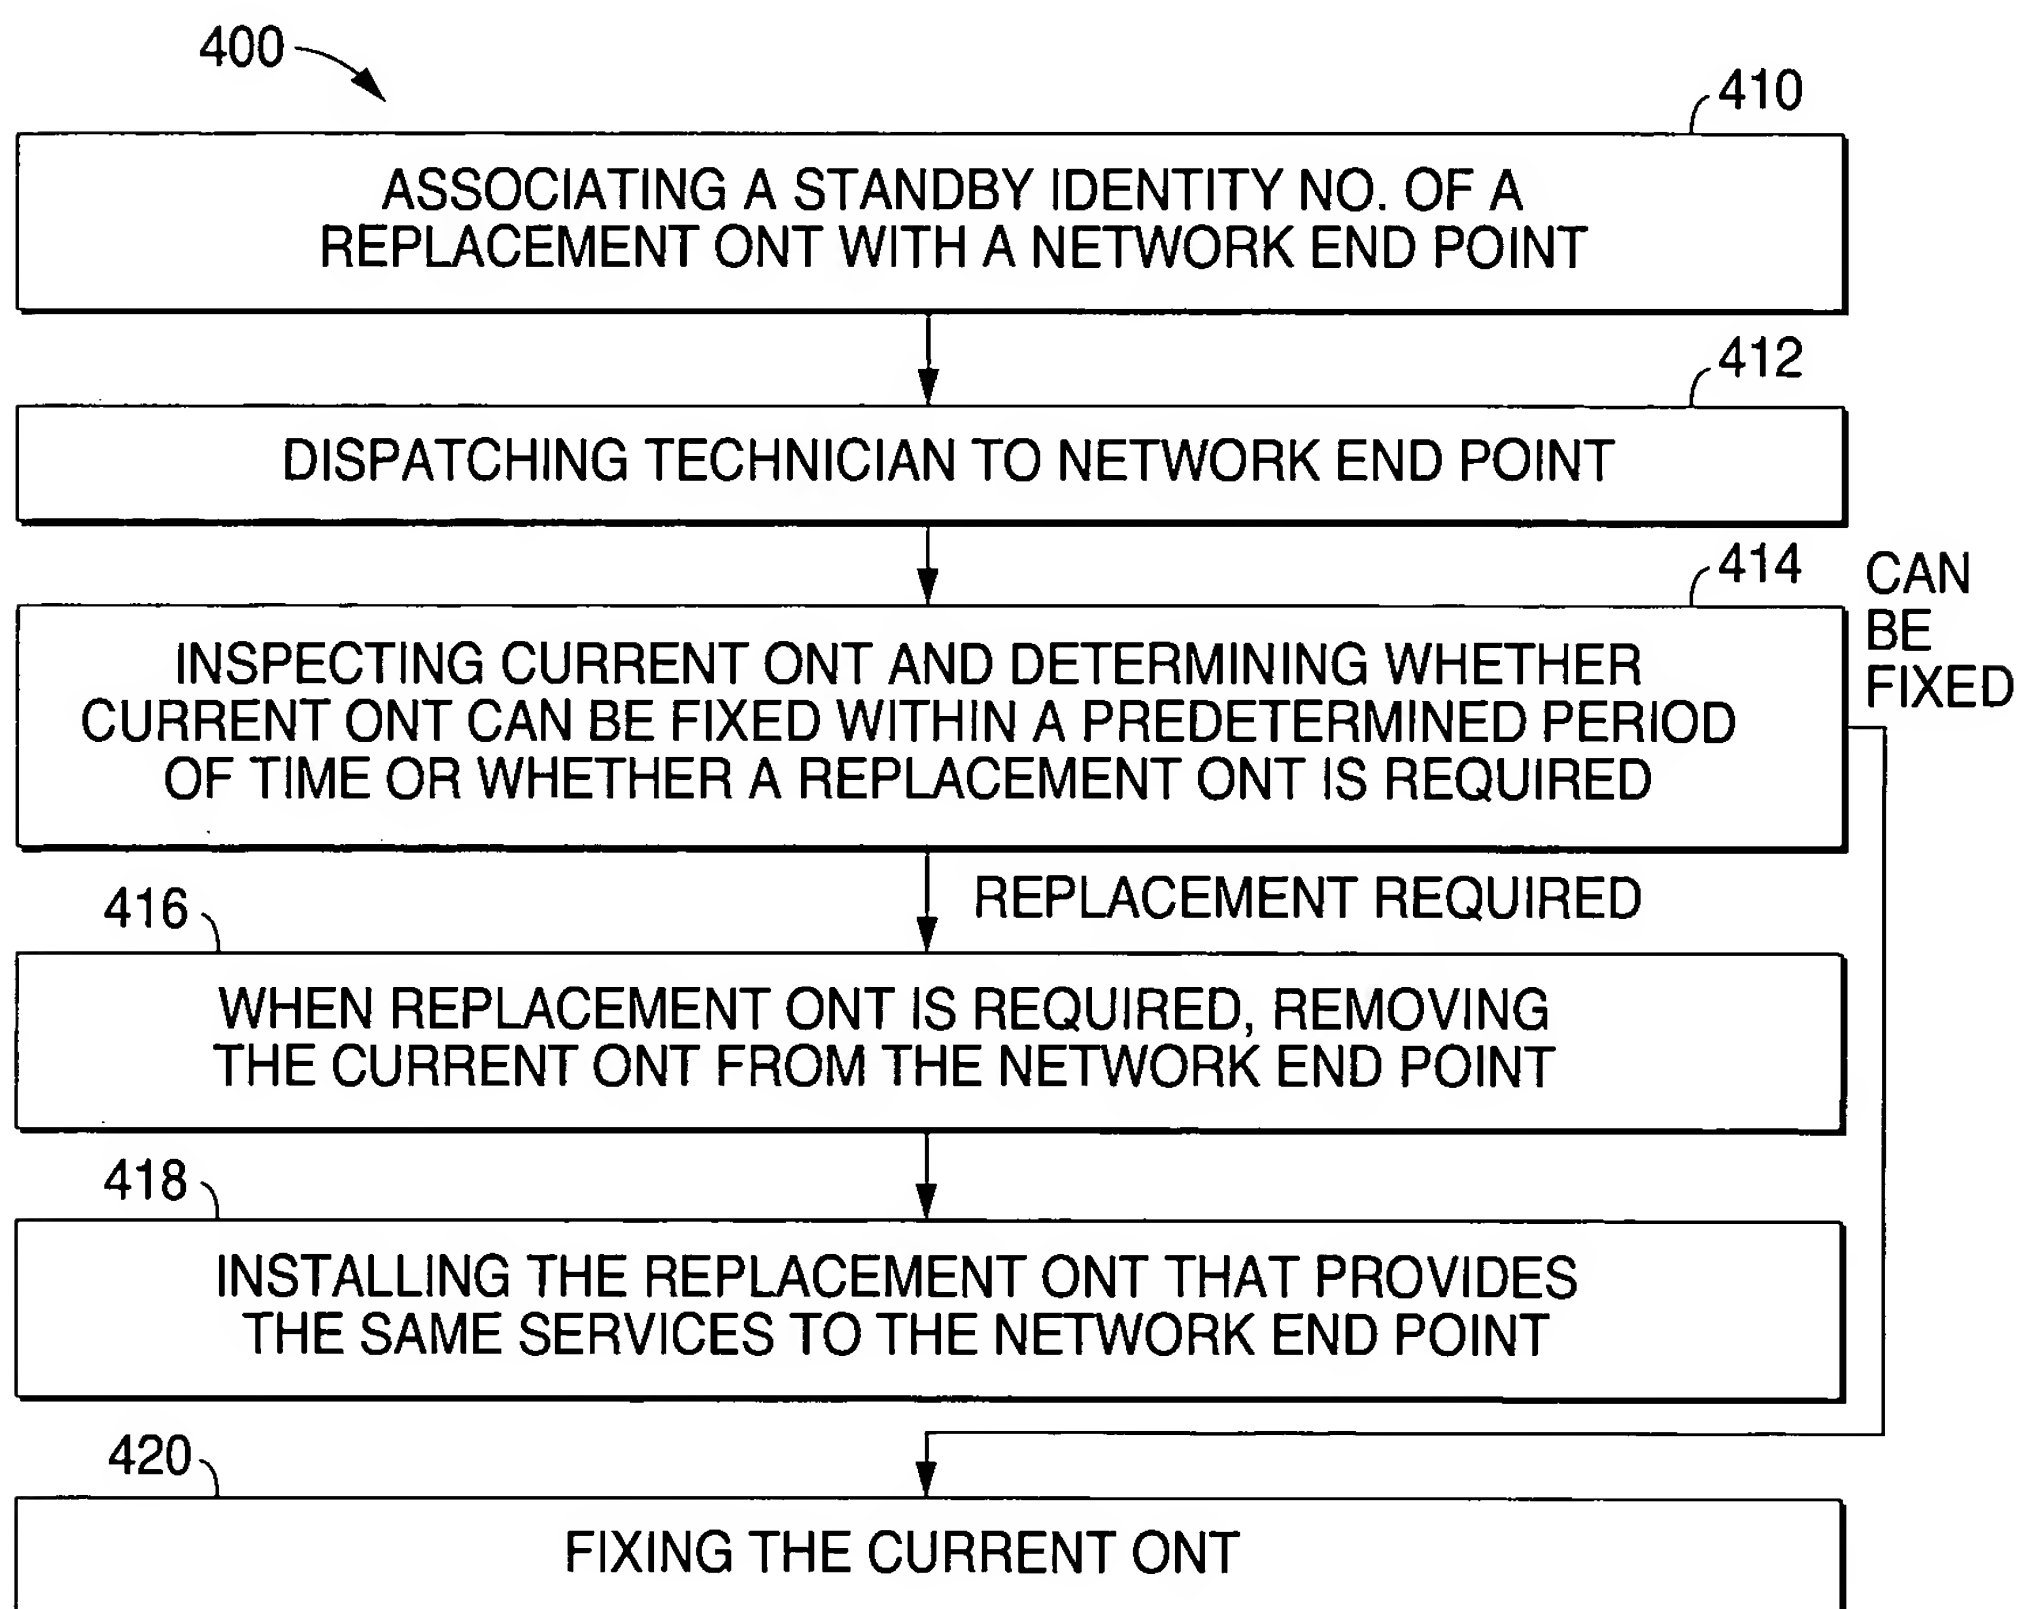 400
410
ASSOCIATING A STANDBY IDENTITY NO. OF A
REPLACEMENT ONT WITH A NETWORK END POINT
412
DISPATCHING TECHNICIAN TO NETWORK END POINT
414
CAN
BE
FIXED
INSPECTING CURRENT ONT AND DETERMINING WHETHER
CURRENT ONT CAN BE FIXED WITHIN A PREDETERMINED PERIOD
OF TIME OR WHETHER A REPLACEMENT ONT IS REQUIRED
REPLACEMENT REQUIRED
416
WHEN REPLACEMENT ONT IS REQUIRED, REMOVING
THE CURRENT ONT FROM THE NETWORK END POINT
418
INSTALLING THE REPLACEMENT ONT THAT PROVIDES
THE SAME SERVICES TO THE NETWORK END POINT
420
FIXING THE CURRENT ONT